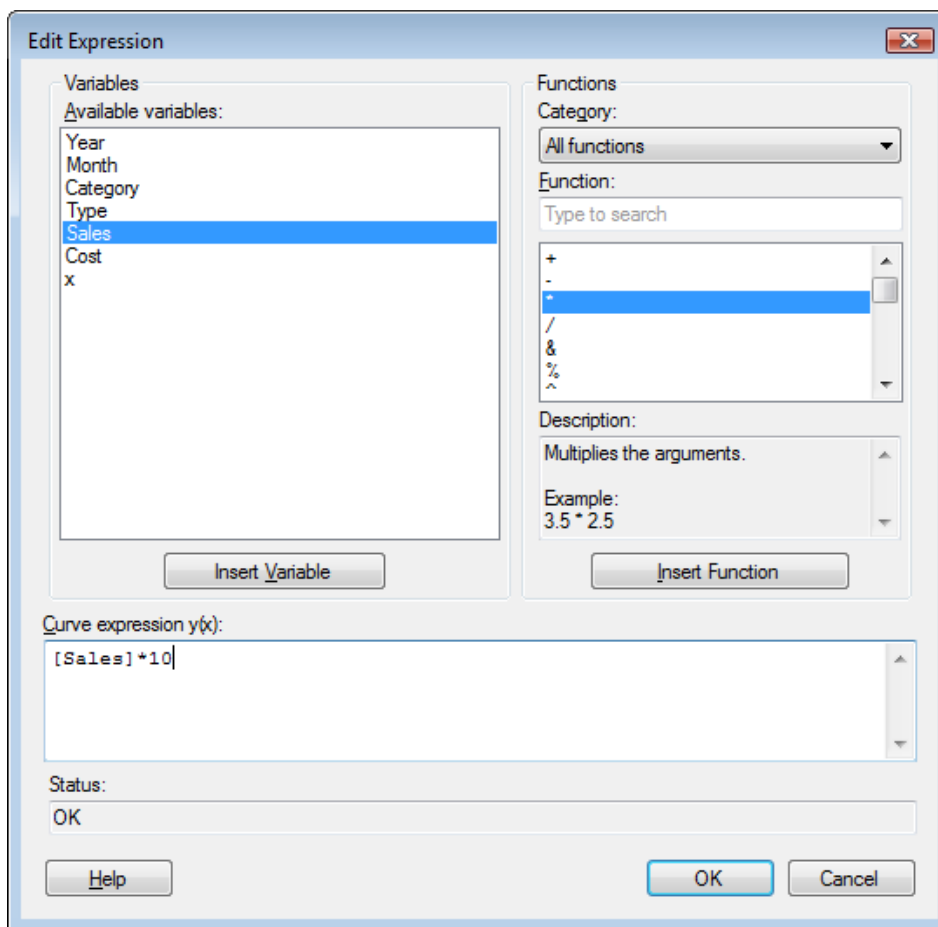 Edit Expression
Variables
Available variables:
Year
Month
Category
Type
Sales
Cost
x
Insert Variable
Functions
Category:
All functions
Function:
Type to search
+
-
*
/
&
%
^
Description:
Multiplies the arguments.
Example:
3.5 * 2.5
Insert Function
Curve expression y(x):
[Sales]*10
Status:
OK
Help
OK
Cancel